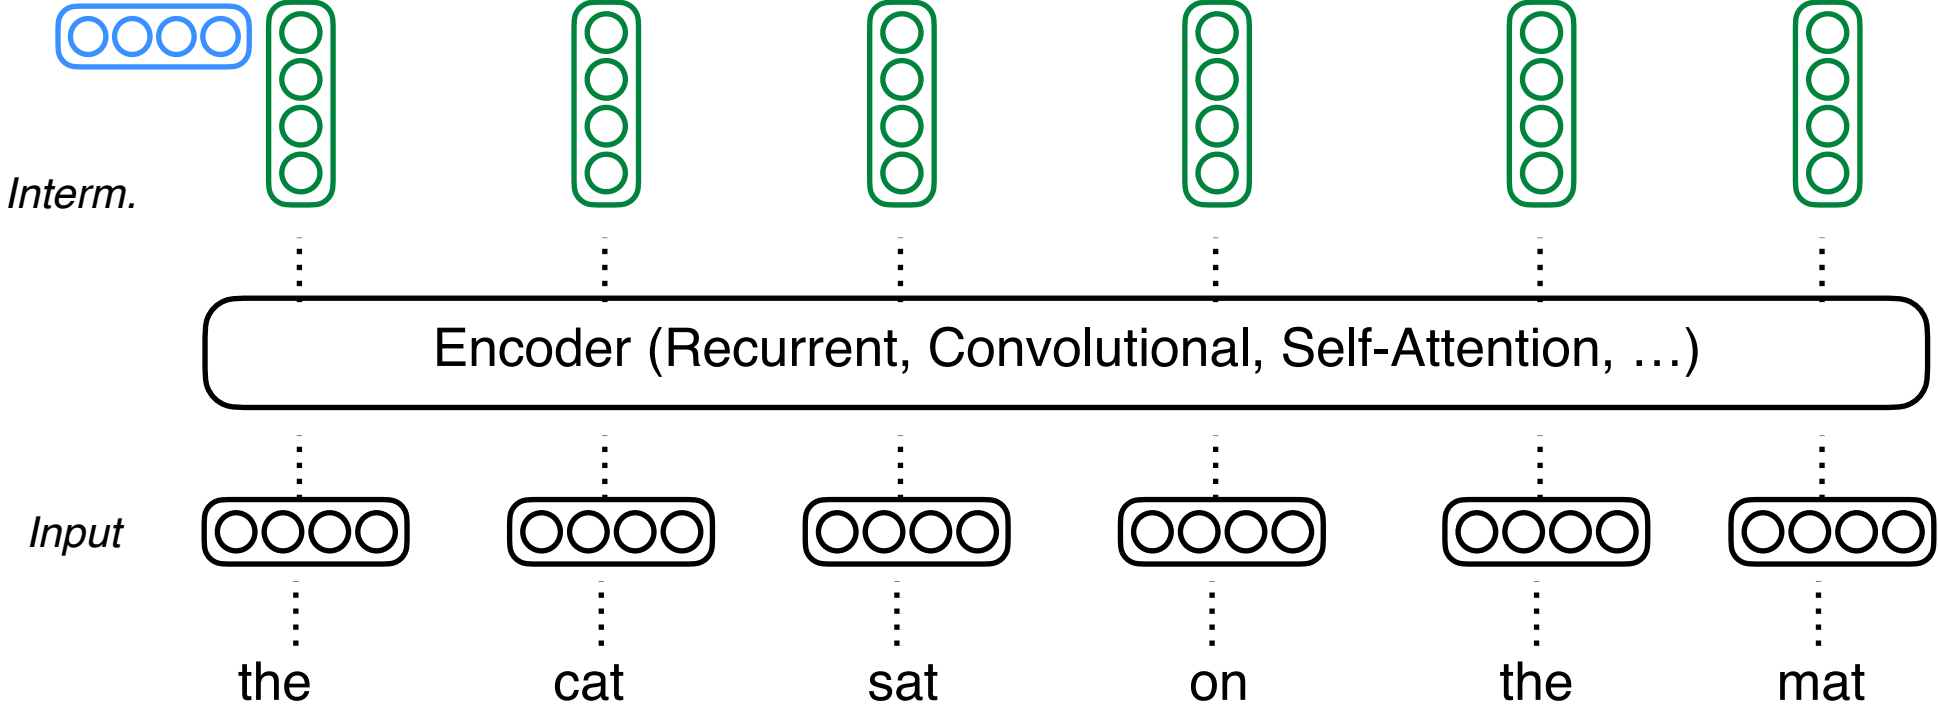 Interm.
Encoder (Recurrent, Convolutional, Self-Attention, …)
Input
the cat sat on the mat